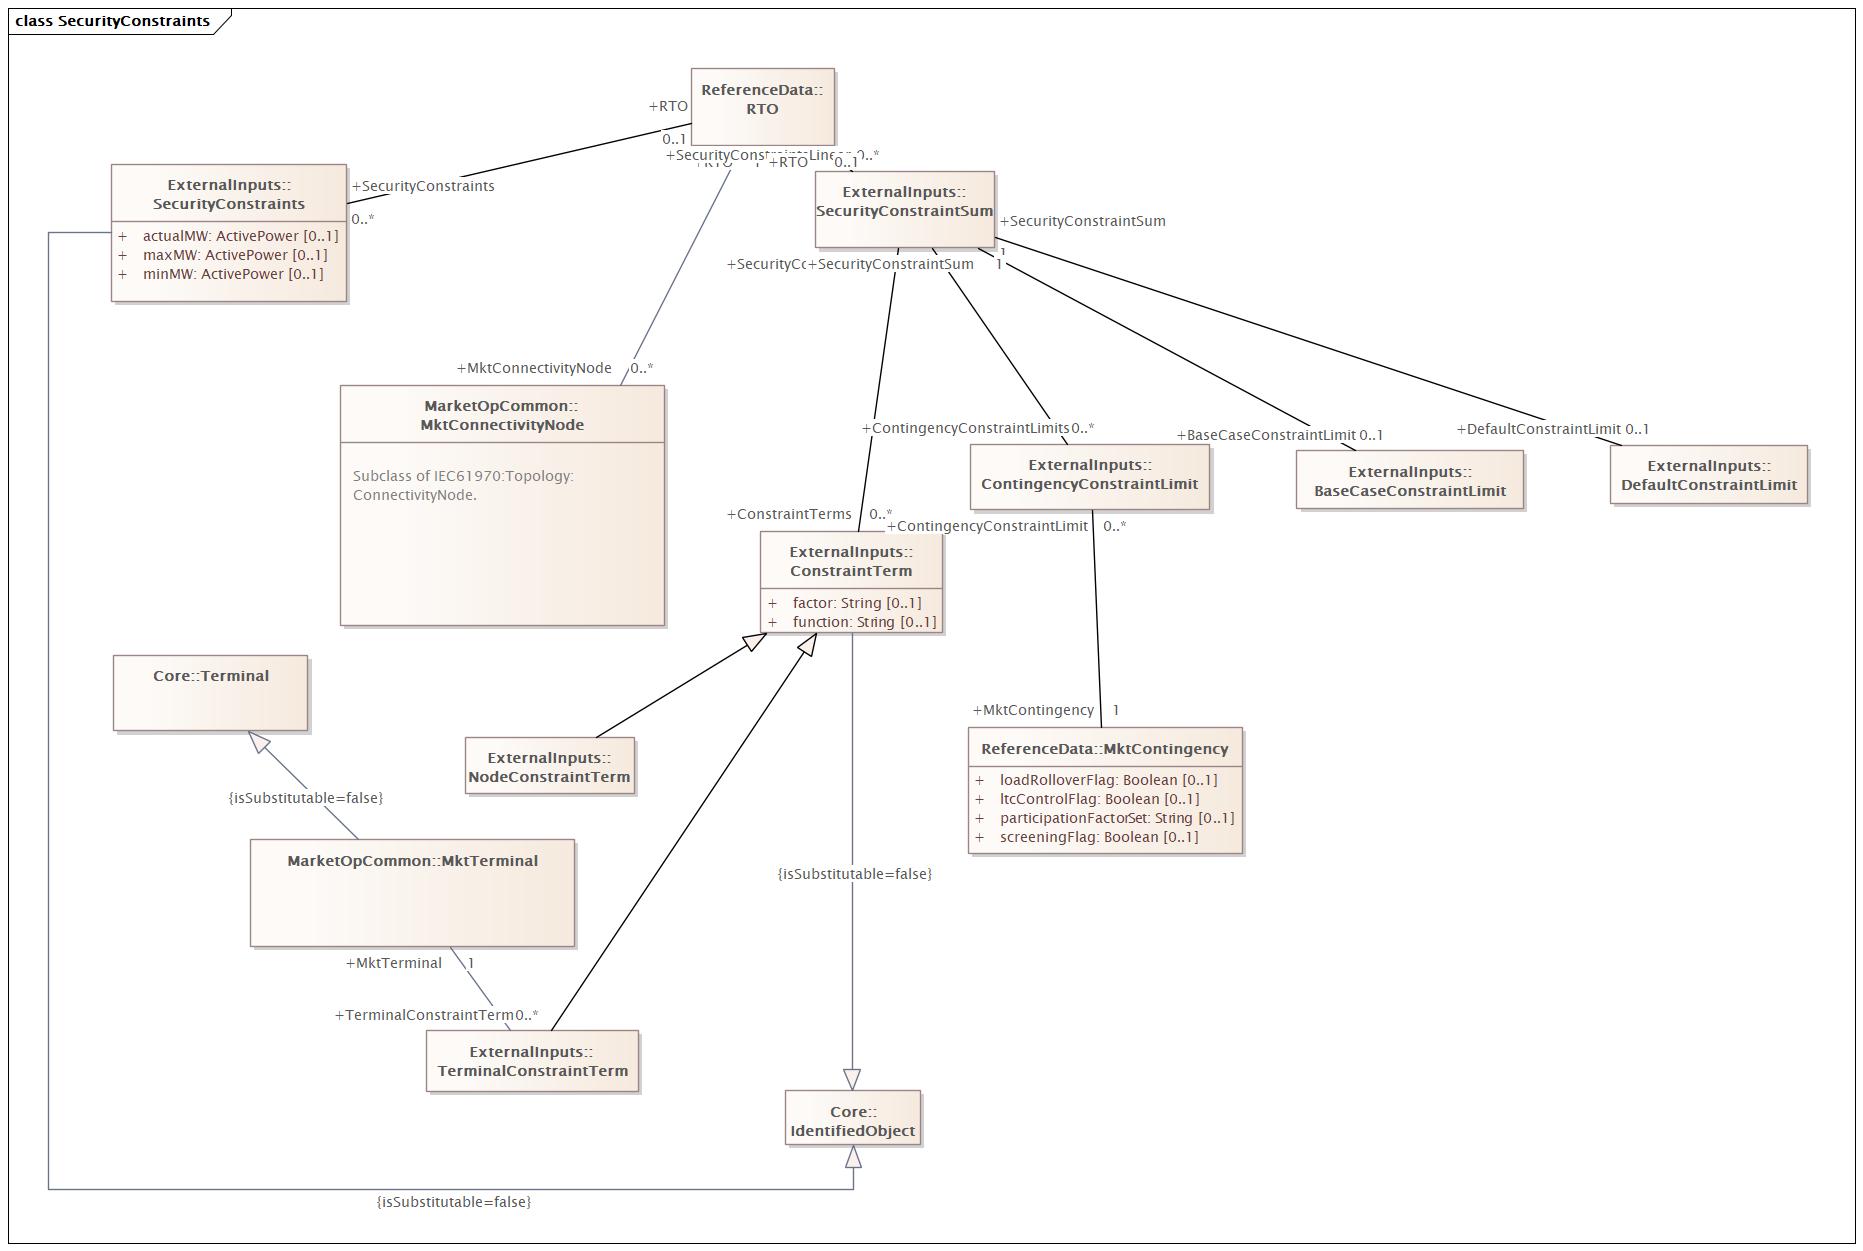 class SecurityConstraints
ReferenceData::
RTO
+RTO
0..1
+SecurityConstraintsLinear 0..*
+RTO 1 +RTO 0..1
ExternalInputs::
SecurityConstraints
+ actualMW: ActivePower [0..1]
+ maxMW: ActivePower [0..1]
+ minMW: ActivePower [0..1]
+SecurityConstraints
0..*
ExternalInputs::
SecurityConstraintSum
+SecurityConstraintSum
1
+SecurityCo
+SecurityConstraintSum 1
+MktConnectivityNode 0..*
MarketOpCommon::
MktConnectivityNode
Subclass of IEC61970:Topology:
ConnectivityNode.
+ContingencyConstraintLimits 0..*
+BaseCaseConstraintLimit 0..1
+DefaultConstraintLimit 0..1
ExternalInputs::
ContingencyConstraintLimit
ExternalInputs::
BaseCaseConstraintLimit
ExternalInputs::
DefaultConstraintLimit
+ConstraintTerms 0..*
+ContingencyConstraintLimit 0..*
ExternalInputs::
ConstraintTerm
+ factor: String [0..1]
+ function: String [0..1]
Core::Terminal
{isSubstitutable=false}
ExternalInputs::
NodeConstraintTerm
+MktContingency 1
ReferenceData::MktContingency
+ loadRolloverFlag: Boolean [0..1]
+ ltcControlFlag: Boolean [0..1]
+ participationFactorSet: String [0..1]
+ screeningFlag: Boolean [0..1]
MarketOpCommon::MktTerminal
{isSubstitutable=false}
+MktTerminal 1
+TerminalConstraintTerm 0..*
ExternalInputs::
TerminalConstraintTerm
Core::
IdentifiedObject
{isSubstitutable=false}